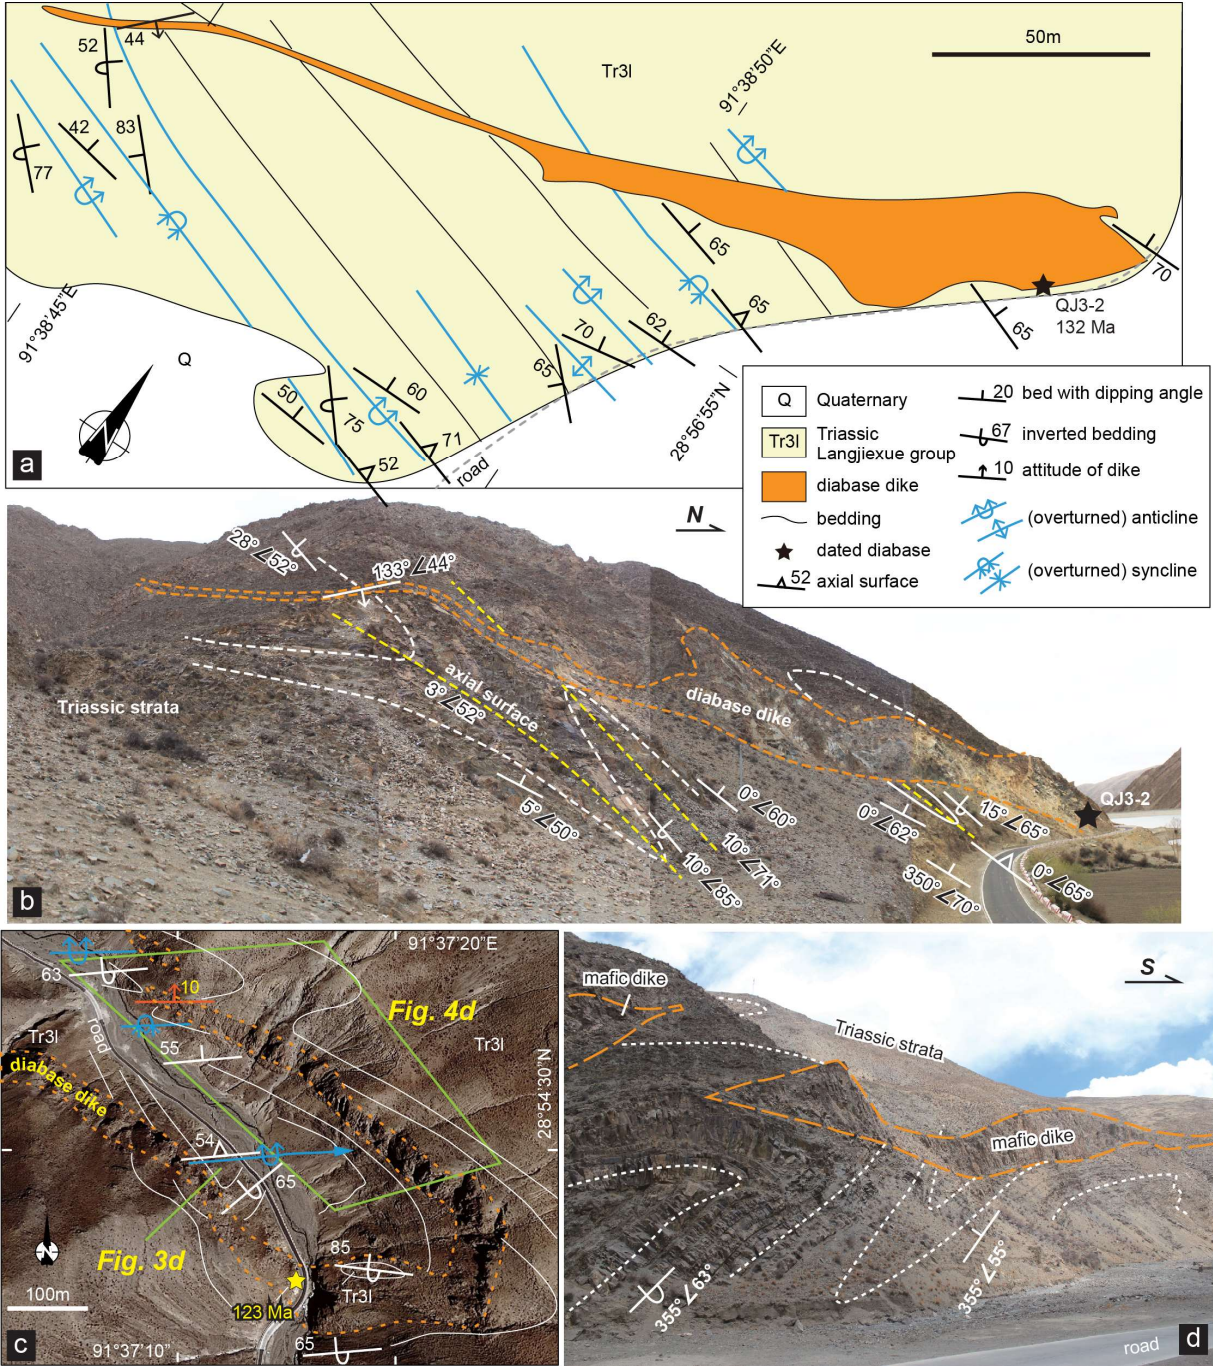 50m
Tr3l
91°38'50"E
52
44
42
83
77
65
65
70
QJ3-2
132 Ma
65
62
70
65
60
50
75
71
52
91°38'45"E
Q
N
28°56'55"N
road
a
Q Quaternary
Tr3l Triassic
Langjiexue group
diabase dike
bedding
dated diabase
52 axial surface
20 bed with dipping angle
67 inverted bedding
10 attitude of dike
(overturned) anticline
(overturned) syncline
N
28°∠52°
133°∠44°
axial surface
3°∠52°
Triassic strata
diabase dike
5°∠50°
0°∠60°
10°∠71°
10°∠85°
0°∠62°
15°∠65°
350°∠70°
0°∠65°
QJ3-2
b
91°37'20"E
63
10
Fig. 4d
Tr3l
road
55
Tr3l
diabase dike
28°54'30"N
54
65
Fig. 3d
85
Tr3l
N
100m
123 Ma
65
91°37'10"
c
mafic dike
S
Triassic strata
mafic dike
355°∠63°
355°∠55°
road
d